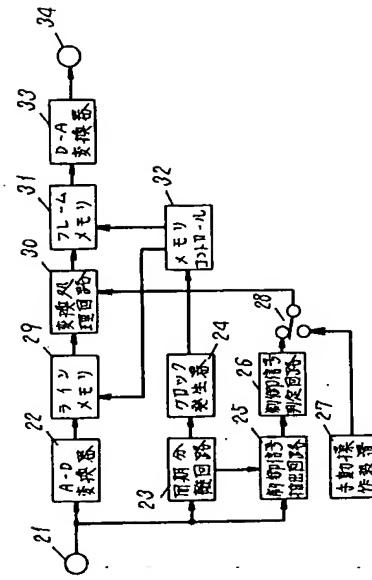 21
22
A-D
変換器
29
ライン
メモリ
30
変換処
理回路
31
フレーム
メモリ
33
D-A
変換器
34
23
同期分
離回路
24
クロック
発生器
32
メモリ
コントロール
25
制御信号
抽出回路
26
制御信号
判定回路
28
27
手動操
作装置